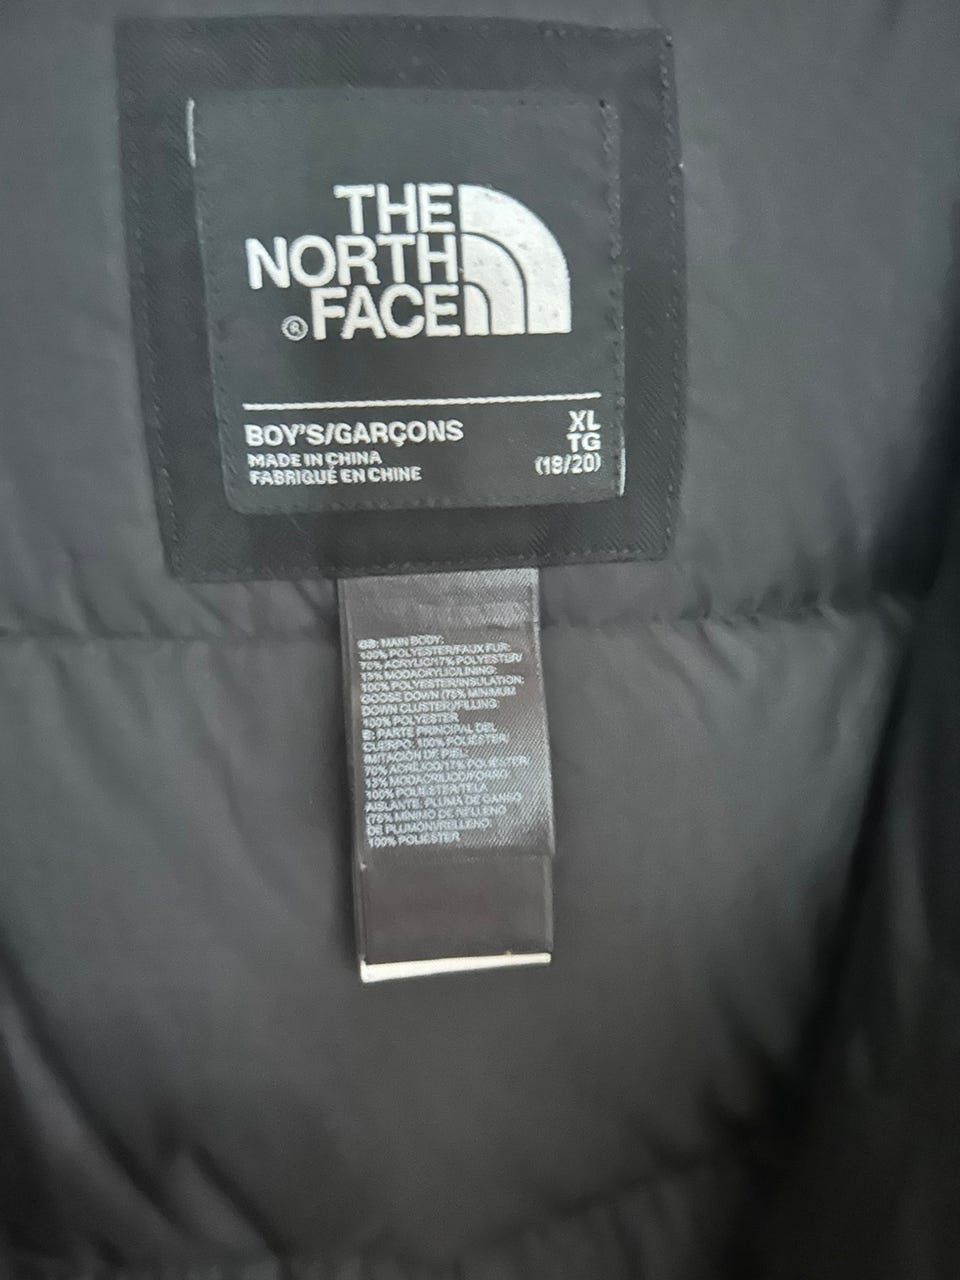 THE
NORTH
® FACE
BOY'S/GARÇONS
MADE IN CHINA
FABRIQUÉ EN CHINE
XL
TG
(18/20)
GB: MAIN BODY:
100% POLYESTER/FAUX FUR:
70% ACRYLIC/17% POLYESTER/
13% MODACRYLIC/LINING:
100% POLYESTER/INSULATION:
GOOSE DOWN (75% MINIMUM
DOWN CLUSTER)/FILLING:
100% POLYESTER
E: PARTE PRINCIPAL DEL
CUERPO: 100% POLIÉSTER,
IMITACIÓN DE PIEL:
70% ACRÍLICO/17% POLIÉSTER/
13% MODACRÍLICO/FORRO:
100% POLIÉSTER/TELA
AISLANTE: PLUMA DE GANSO
(75% MÍNIMO DE RELLENO
DE PLUMÓN)/RELLENO:
100% POLIÉSTER